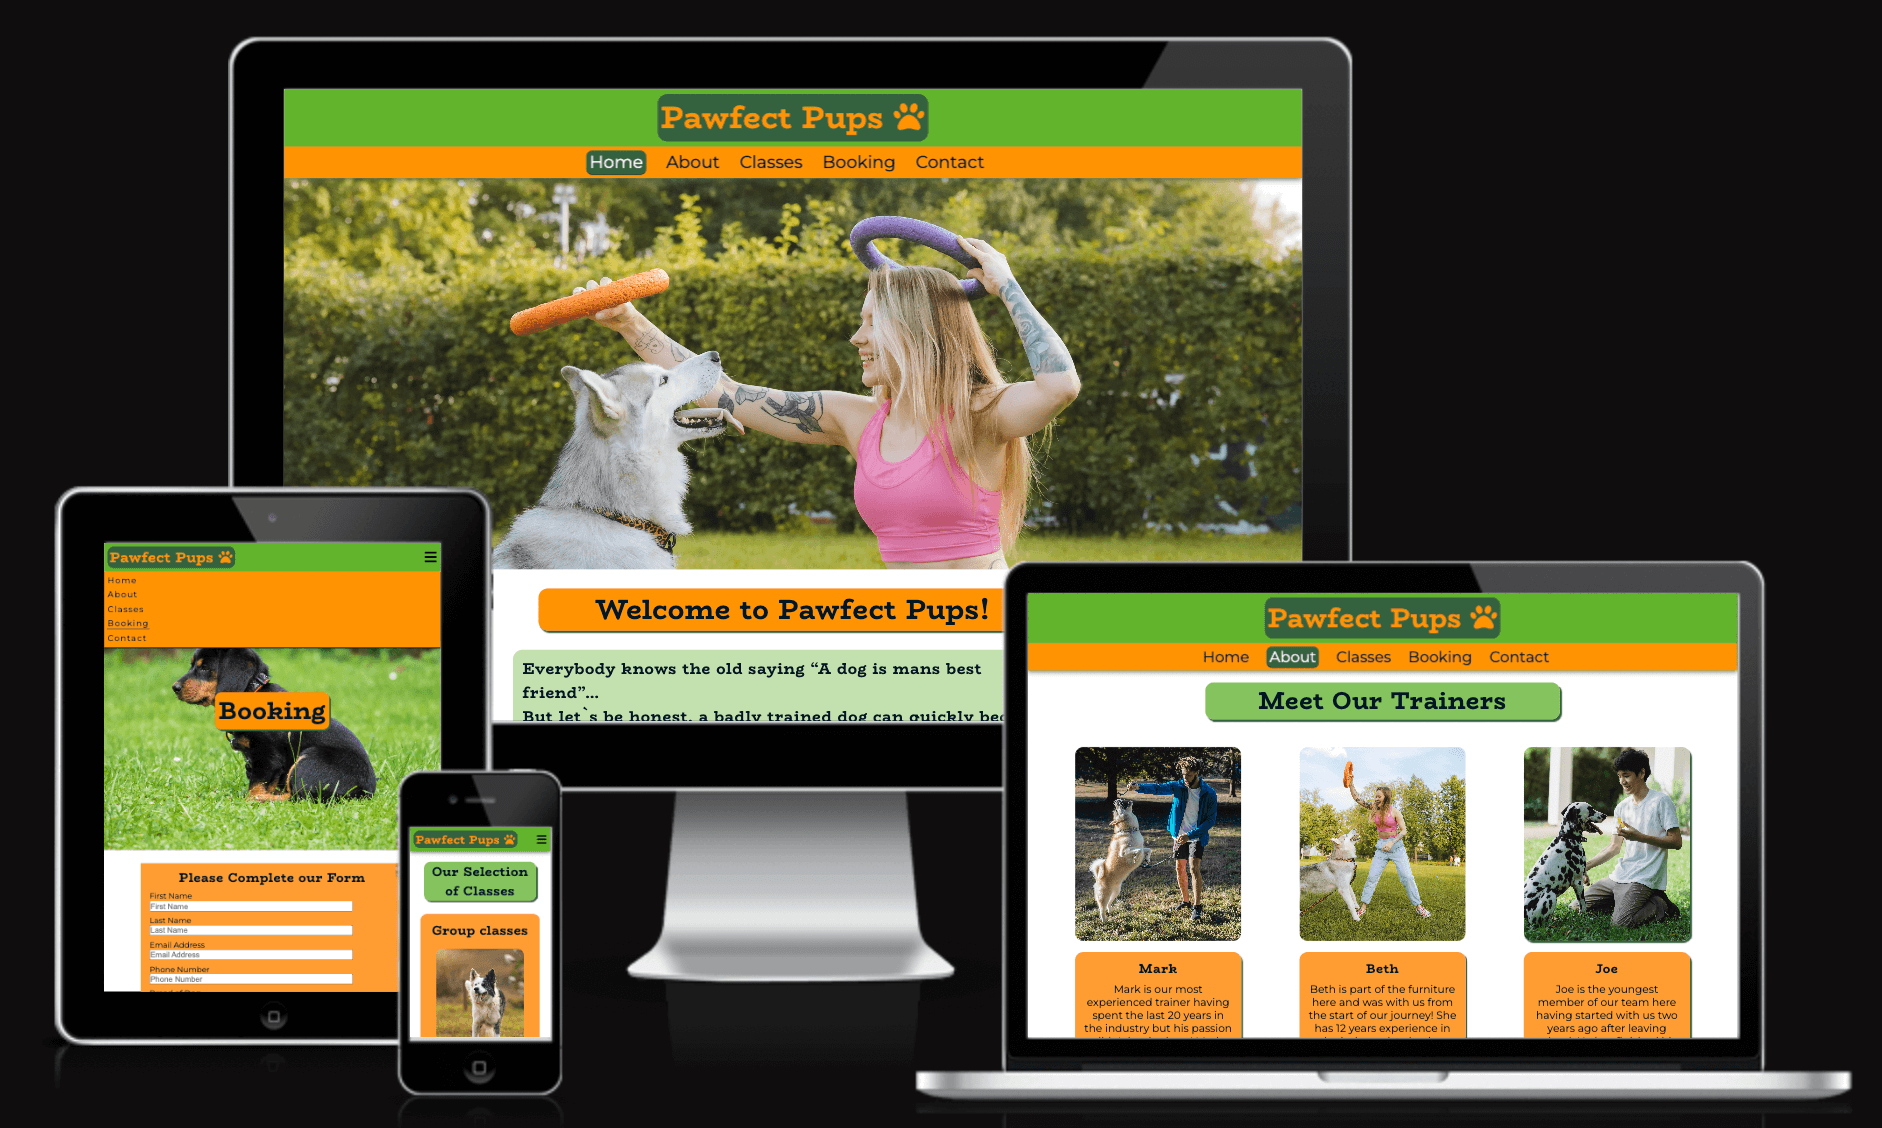 Pawfect Pups
Home About Classes Booking Contact
Welcome to Pawfect Pups!
Everybody knows the old saying “A dog is mans best
friend”...
But let`s be honest, a badly trained dog can quickly
Pawfect Pups
Home
About
Classes
Booking
Contact
Booking
Please Complete our Form
First Name
First Name
Last Name
Last Name
Email Address
Email Address
Phone Number
Phone Number
Pawfect Pups
Our Selection
of Classes
Group classes
Pawfect Pups
Home About Classes Booking Contact
Meet Our Trainers
Mark
Mark is our most
experienced trainer having
spent the last 20 years in
the industry but his passion
Beth
Beth is part of the furniture
here and was with us from
the start of our journey! She
has 12 years experience in
Joe
Joe is the youngest
member of our team here
having started with us two
years ago after leaving